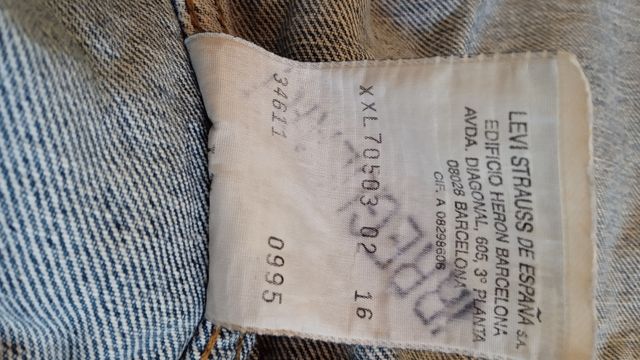 LEVI STRAUSS DE ESPAÑA S.A.
EDIFICIO HERON BARCELONA
AVDA. DIAGONAL, 605, 3º PLANTA
08028 BARCELONA
CIF. A 08298606
XXL 70503 02 16
34611 0995